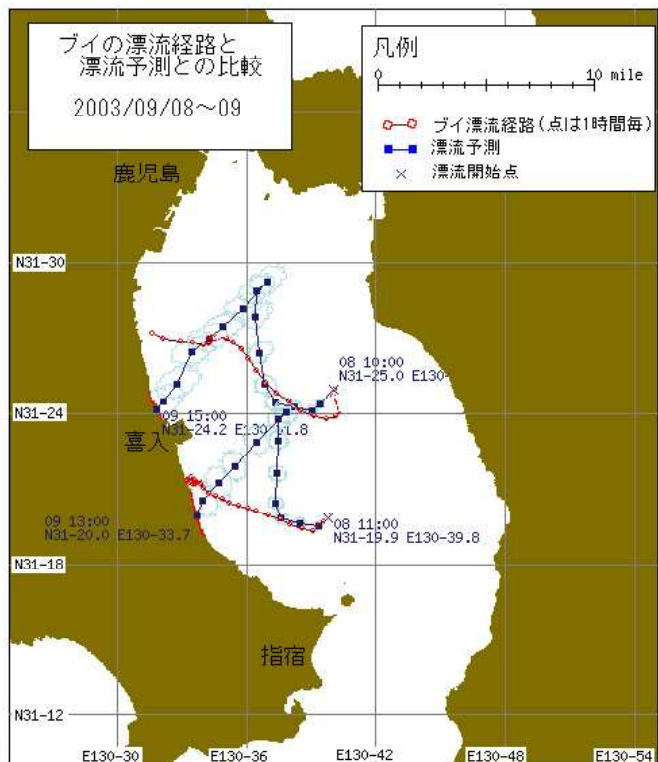 ブイの漂流経路と
漂流予測との比較
2003/09/08～09
凡例
0 10 mile
ブイ漂流経路(点は1時間毎)
漂流予測
漂流開始点
鹿児島
N31-30
08 10:00
N31-25.0 E130-
N31-24
09 15:00
N31-24.2 E130
喜入
09 13:00
N31-20.0 E130-33.7
08 11:00
N31-19.9 E130-39.8
N31-18
指宿
N31-12
E130-30 E130-36 E130-42 E130-48 E130-54